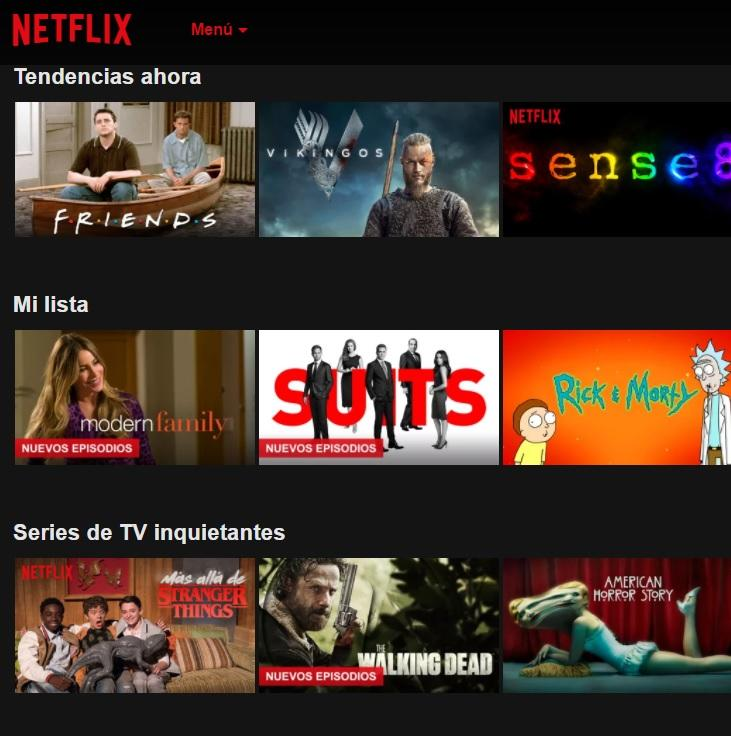 NETFLIX
Menú
Tendencias ahora
F·R·I·E·N·D·S
VIKINGOS
NETFLIX
sense8
Mi lista
modern family
NUEVOS EPISODIOS
SUITS
NUEVOS EPISODIOS
Rick & Morty
Series de TV inquietantes
NETFLIX
Más allá de
STRANGER
THINGS
THE
WALKING DEAD
NUEVOS EPISODIOS
AMERICAN
HORROR STORY